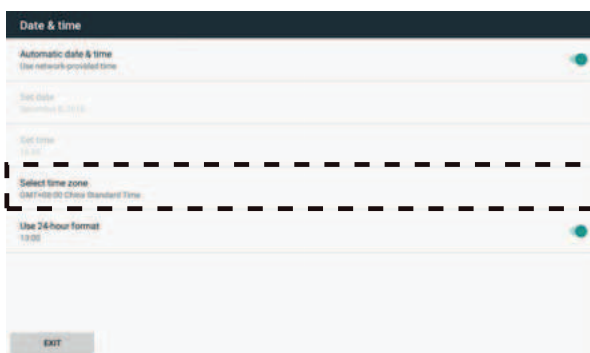 Date & time
Automatic date & time
Use network-provided time
Set date
Set time
Select time zone
GMT+08:00 China Standard Time
Use 24-hour format
13:00
EXIT